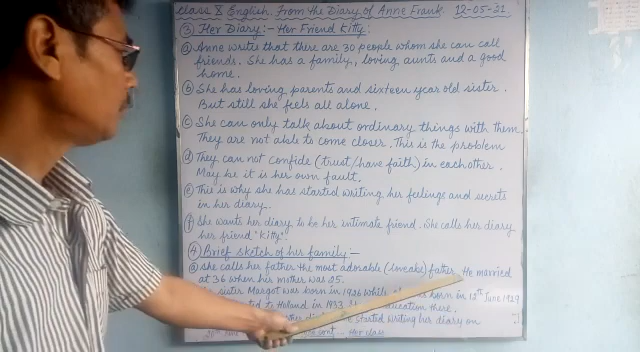 Class X English. From the Diary of Anne Frank. 12-05-21.
③ Her Diary:- Her Friend Kitty:
ⓐ Anne writes that there are 30 people whom she can call
friends. She has a family, loving aunts and a good
home.
ⓑ She has loving parents and sixteen year old sister.
But still she feels all alone.
ⓒ She can only talk about ordinary things with them
They are not able to come closer. This is the problem
ⓓ They can not confide (trust/have faith) in each other.
May be it is her own fault.
ⓔ This is why she has started writing her feelings and secrets
in her diary.
ⓕ She wants her diary to be her intimate friend. She calls her diary
her friend "Kitty".
④ Brief sketch of her family:-
ⓐ She calls her father the most adorable (loveable) father. He married
at 36 when her mother was 25.
sister Margot was born in 1926 while born in 12th June 1929
to Holand in 1933. education there.
started writing her diary on
Her class